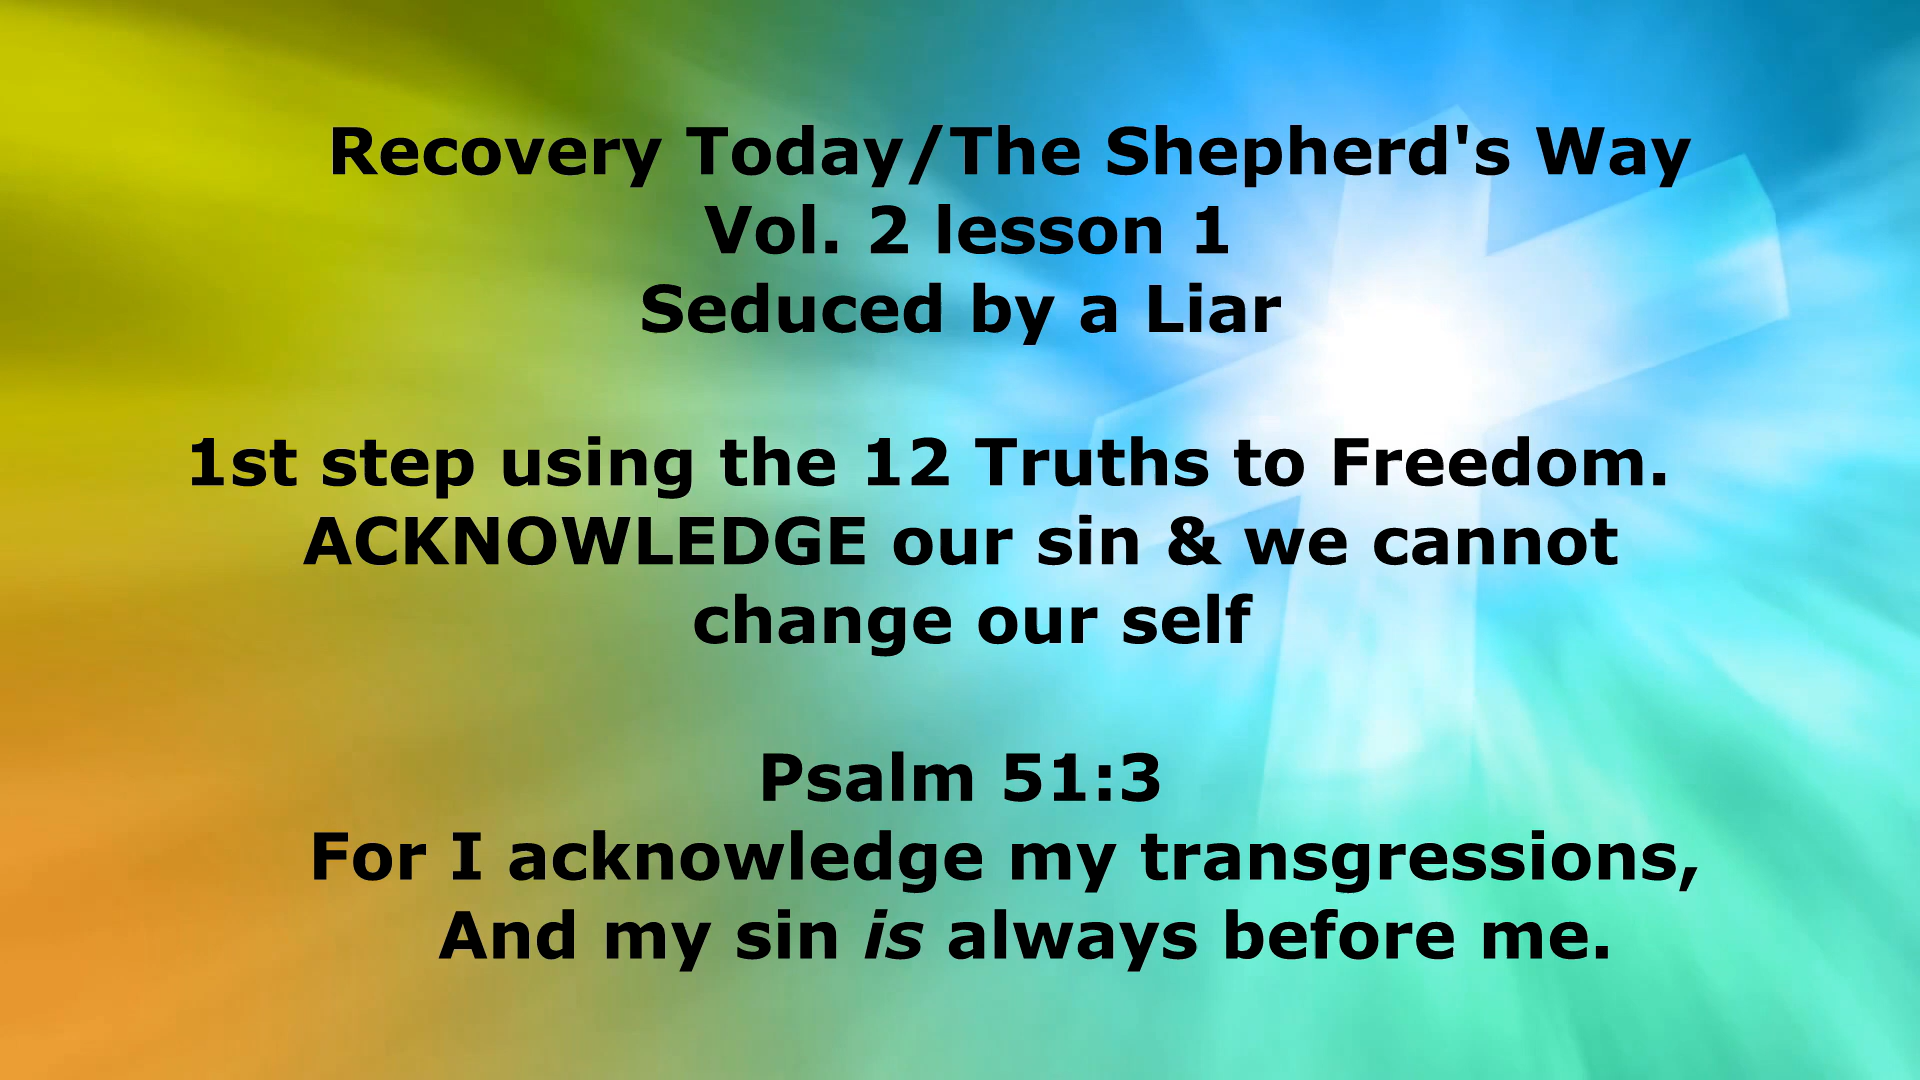 Recovery Today/The Shepherd's Way
Vol. 2 lesson 1
Seduced by a Liar
1st step using the 12 Truths to Freedom.
ACKNOWLEDGE our sin & we cannot
change our self
Psalm 51:3
For I acknowledge my transgressions,
And my sin is always before me.